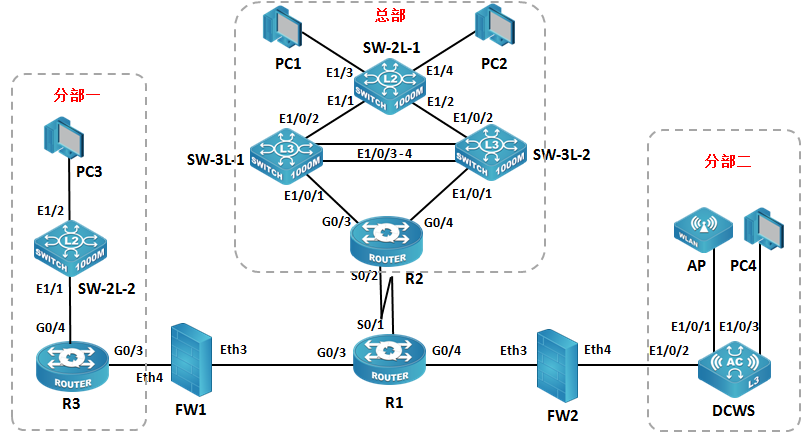 总部
PC1
SW-2L-1
PC2
E1/3
E1/4
L2
SWITCH 1000M
E1/1
E1/2
分部一
E1/0/2
E1/0/2
L3
SWITCH 1000M
L3
SWITCH 1000M
SW-3L-1
E1/0/3-4
SW-3L-2
分部二
PC3
E1/0/1
E1/0/1
E1/2
G0/3
G0/4
L2
SWITCH 1000M
ROUTER
WLAN
AP
PC4
E1/1
SW-2L-2
S0/2
R2
G0/4
S0/1
E1/0/1
E1/0/3
G0/3
Eth3
G0/3
G0/4
Eth3
Eth4
E1/0/2
AC
L3
ROUTER
Eth4
ROUTER
R3
FW1
R1
FW2
DCWS